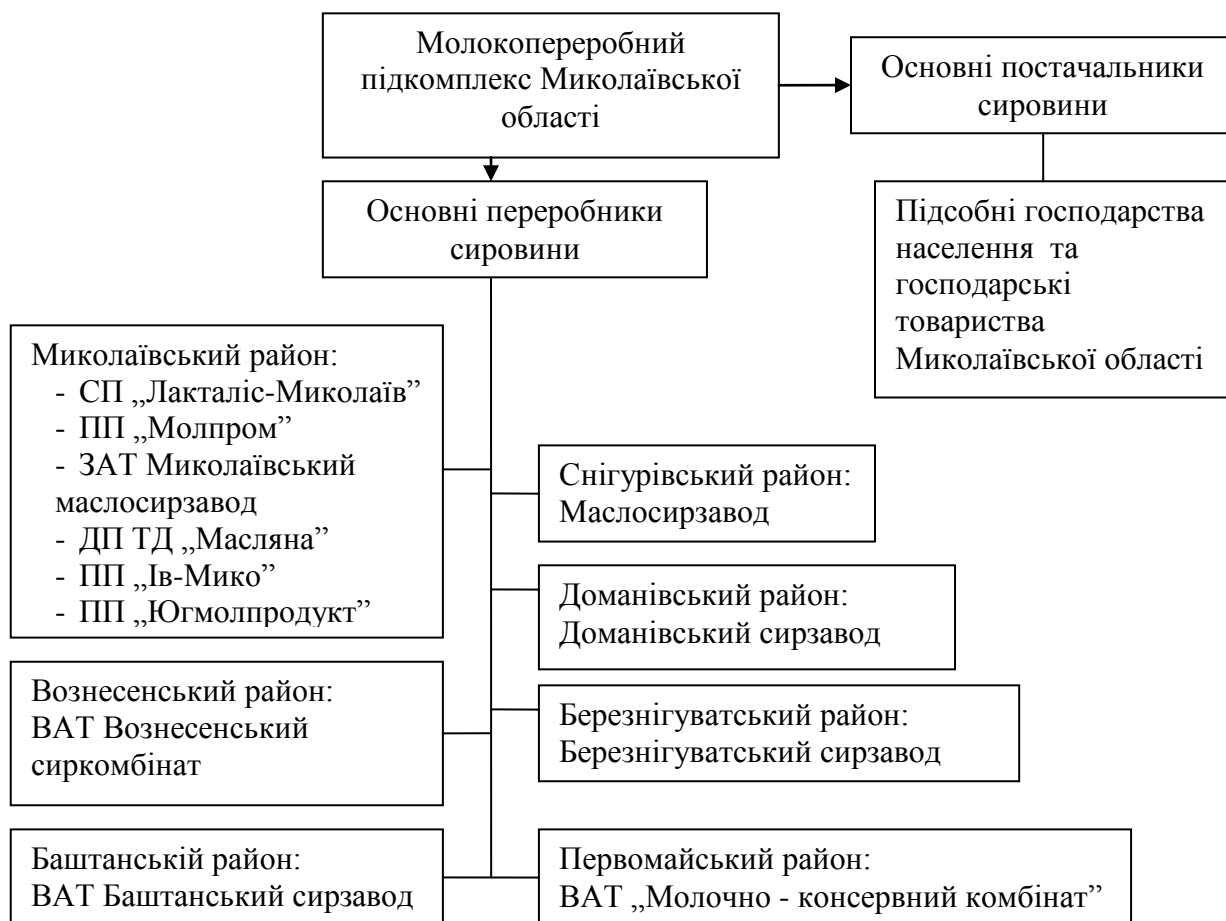 Молокопереробний
підкомплекс Миколаївської
області
Основні постачальники
сировини
Основні переробники
сировини
Підсобні господарства
населення та
господарські
товариства
Миколаївської області
Миколаївський район:
- СП „Лакталіс-Миколаїв”
- ПП „Молпром”
- ЗАТ Миколаївський
маслосирзавод
- ДП ТД „Масляна”
- ПП „Ів-Мико”
- ПП „Югмолпродукт”
Снігурівський район:
Маслосирзавод
Доманівський район:
Доманівський сирзавод
Вознесенський район:
ВАТ Вознесенський
сиркомбінат
Березнігуватський район:
Березнігуватський сирзавод
Баштанській район:
ВАТ Баштанський сирзавод
Первомайський район:
ВАТ „Молочно - консервний комбінат”